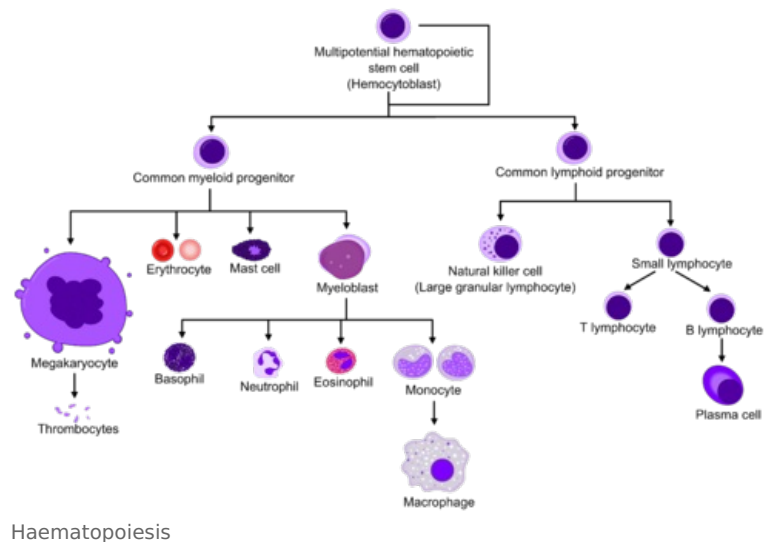 Multipotential hematopoietic
stem cell
(Hemocytoblast)
Common myeloid progenitor
Common lymphoid progenitor
Erythrocyte
Mast cell
Myeloblast
Natural killer cell
(Large granular lymphocyte)
Small lymphocyte
T lymphocyte
B lymphocyte
Megakaryocyte
Basophil
Neutrophil
Eosinophil
Monocyte
Plasma cell
Thrombocytes
Macrophage
Haematopoiesis